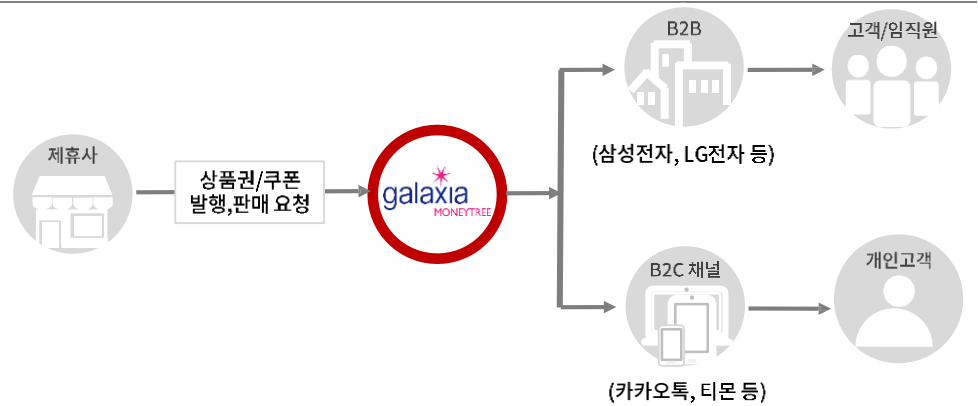 제휴사
상품권/쿠폰
발행,판매 요청
galaxia
MONEYTREE
B2B
(삼성전자, LG전자 등)
고객/임직원
B2C 채널
(카카오톡, 티몬 등)
개인고객